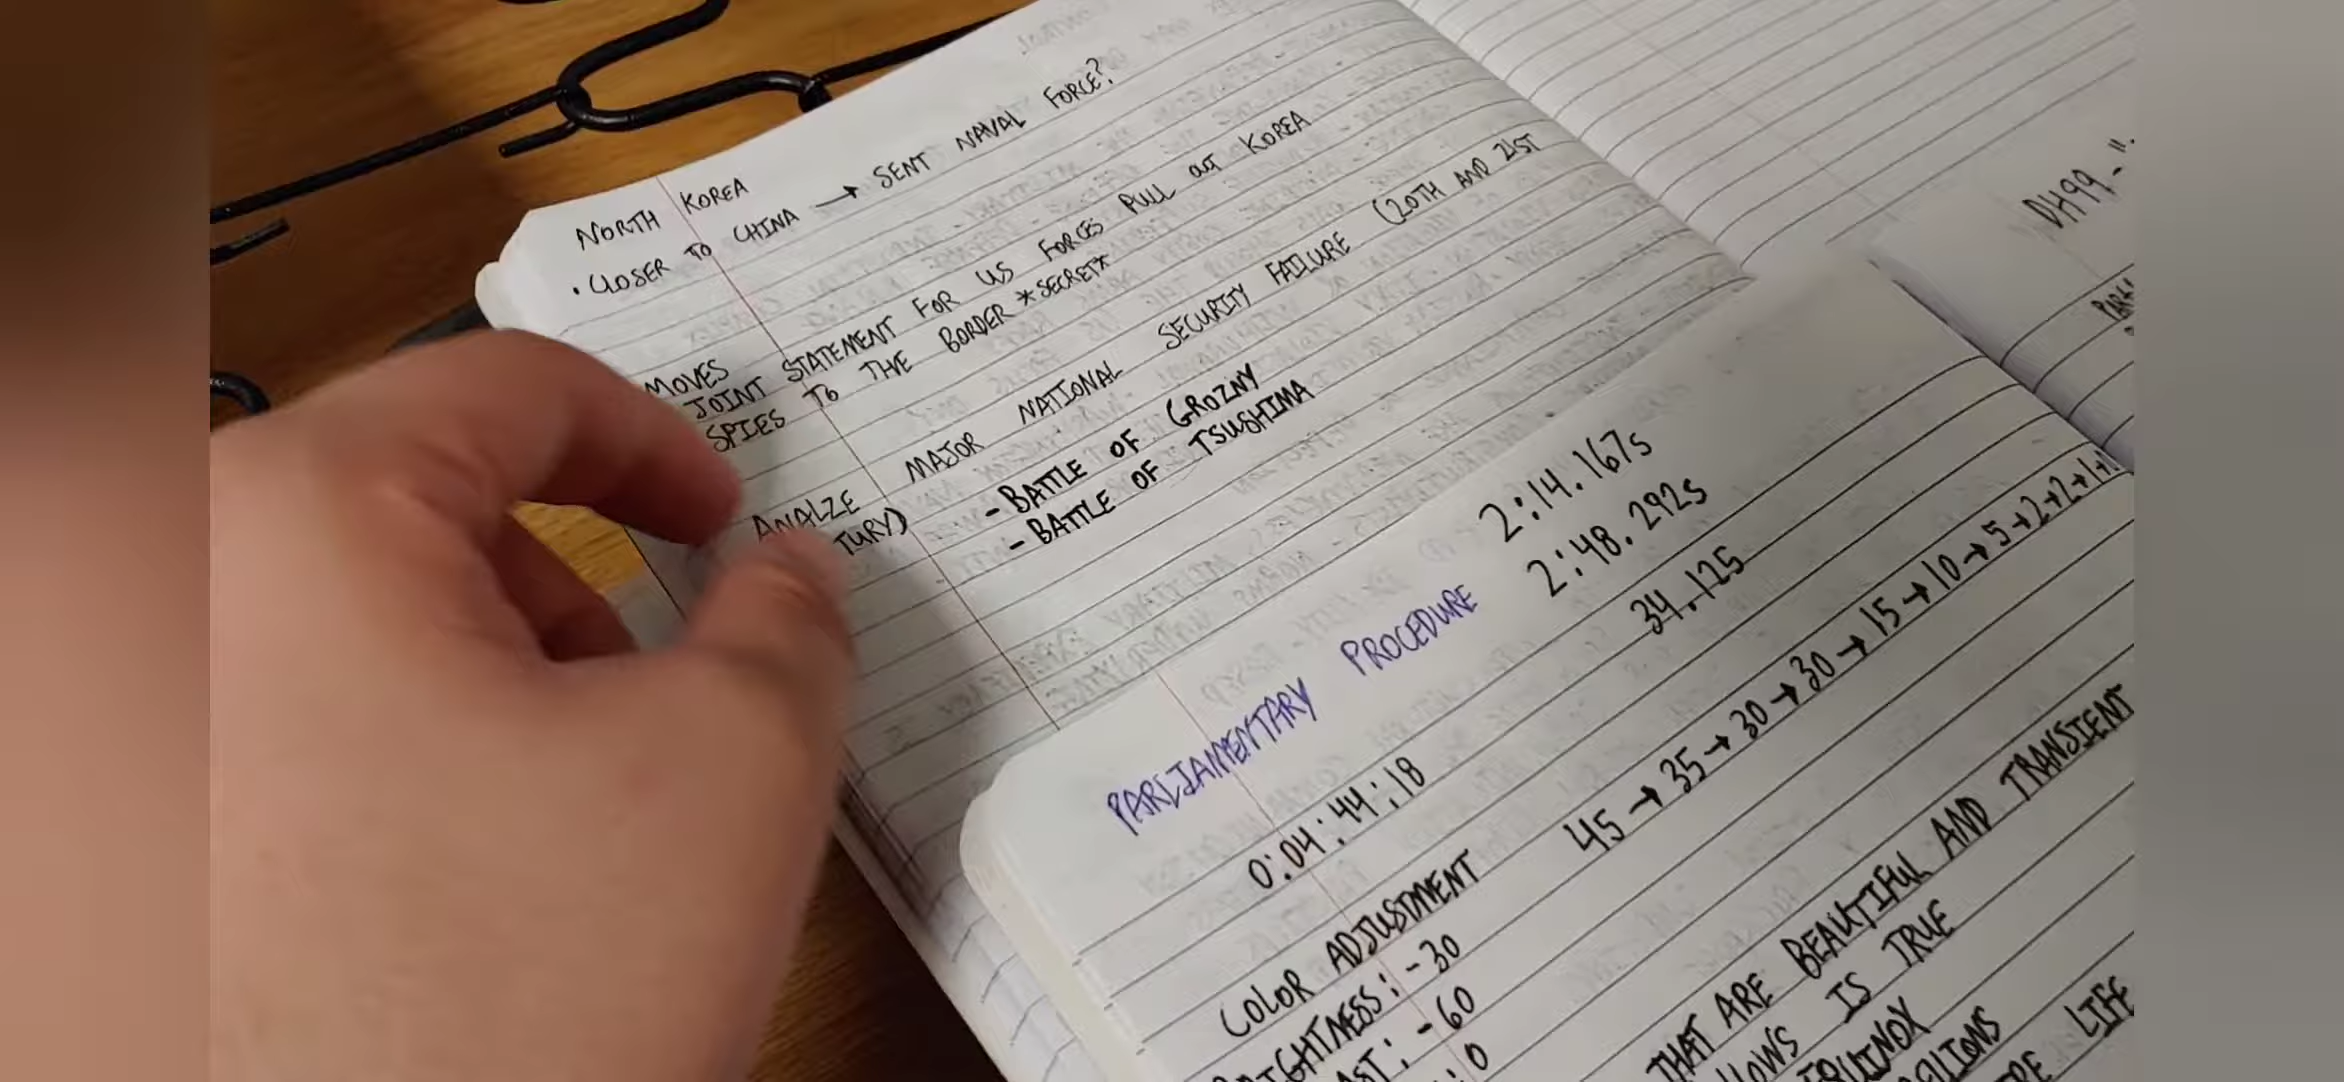 NORTH KOREA
• CLOSER TO CHINA → SENT NAVAL FORCE?
MOVES
JOINT STATEMENT FOR US FORCES PULL OUT KOREA
SPIES TO THE BORDER *SECRET*
ANALZE MAJOR NATIONAL SECURITY FAILURE (20TH AND 21ST
TURY)
- BATTLE OF GROZNY
- BATTLE OF TSUSHIMA
PARLIAMENTARY PROCEDURE
2:14.167s
2:48.292s
34.125
0:04:44:18
45 → 35 → 30 → 30 → 15 → 10 → 5 → 2 → 2 → 1 +
COLOR ADJUSTMENT
: -30
: -60
: 0
THAT ARE BEAUTIFUL AND TRANSIENT
IS TRUE
LIFE
DH99 -